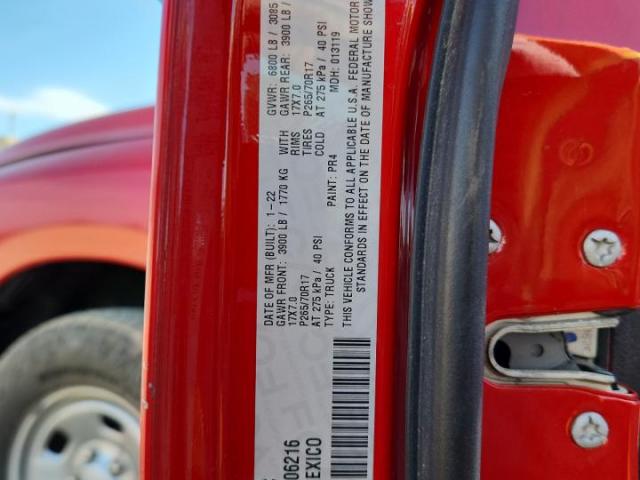 DATE OF MFR (BUILT): 1-22 GVWR: 6800 LB / 3085
GAWR FRONT: 3900 LB / 1770 KG WITH GAWR REAR: 3900 LB /
17X7.0 RIMS 17X7.0
P265/70R17 TIRES P265/70R17
AT 275 kPa / 40 PSI COLD AT 275 kPa / 40 PSI
TYPE: TRUCK PAINT: PR4 MDH: 013119
THIS VEHICLE CONFORMS TO ALL APPLICABLE U.S.A. FEDERAL MOTOR
STANDARDS IN EFFECT ON THE DATE OF MANUFACTURE SHOW
06216
EXICO